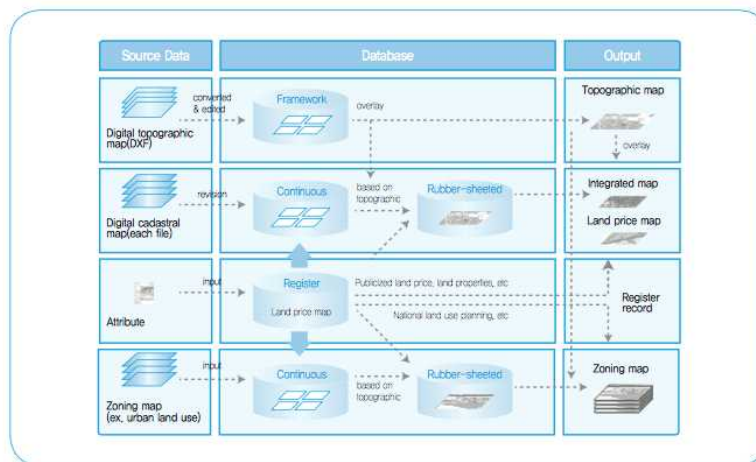 Source Data
Database
Output
converted
& edited
Framework
overlay
Topographic map
Digital topographic
map(DXF)
overlay
revision
Continuous
based on
topographic
Rubber-sheeted
Integrated map
Land price map
Digital cadastral
map(each file)
input
Register
Land price map
Publicized land price, land properties, etc
National land use planning, etc
Register
record
Attribute
input
Continuous
based on
topographic
Rubber-sheeted
Zoning map
Zoning map
(ex, urban land use)